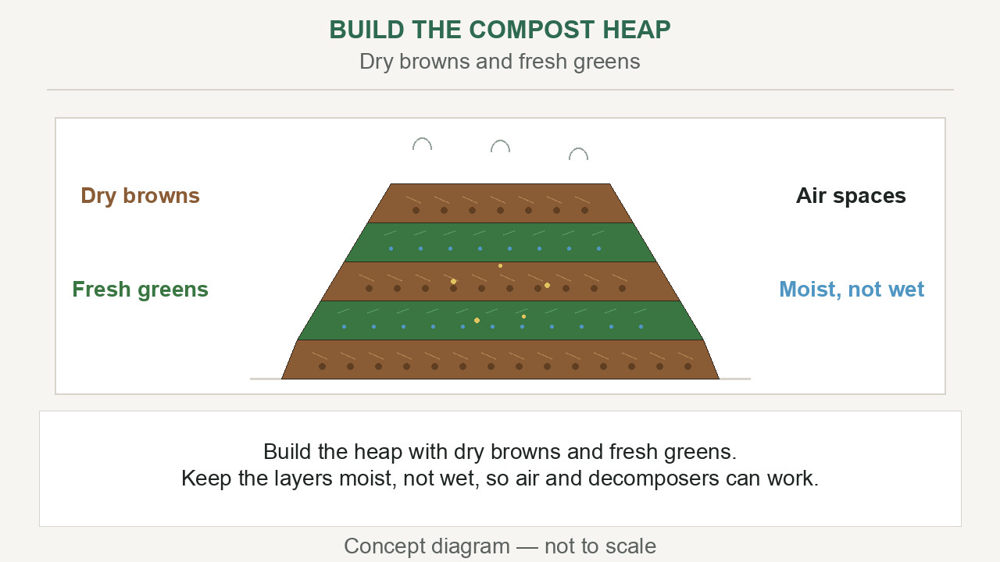 BUILD THE COMPOST HEAP
Dry browns and fresh greens
Dry browns
Air spaces
Fresh greens
Moist, not wet
Build the heap with dry browns and fresh greens.
Keep the layers moist, not wet, so air and decomposers can work.
Concept diagram — not to scale